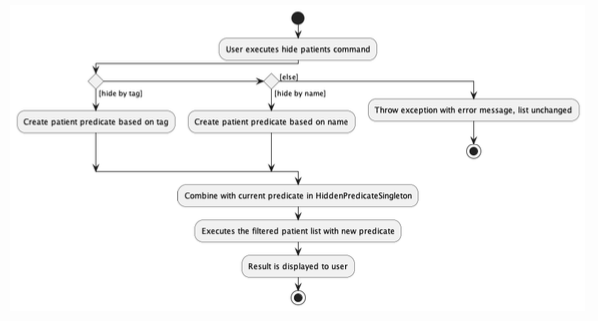 User executes hide patients command
[else]
[hide by tag]
[hide by name]
Create patient predicate based on tag
Create patient predicate based on name
Throw exception with error message, list unchanged
Combine with current predicate in HiddenPredicateSingleton
Executes the filtered patient list with new predicate
Result is displayed to user